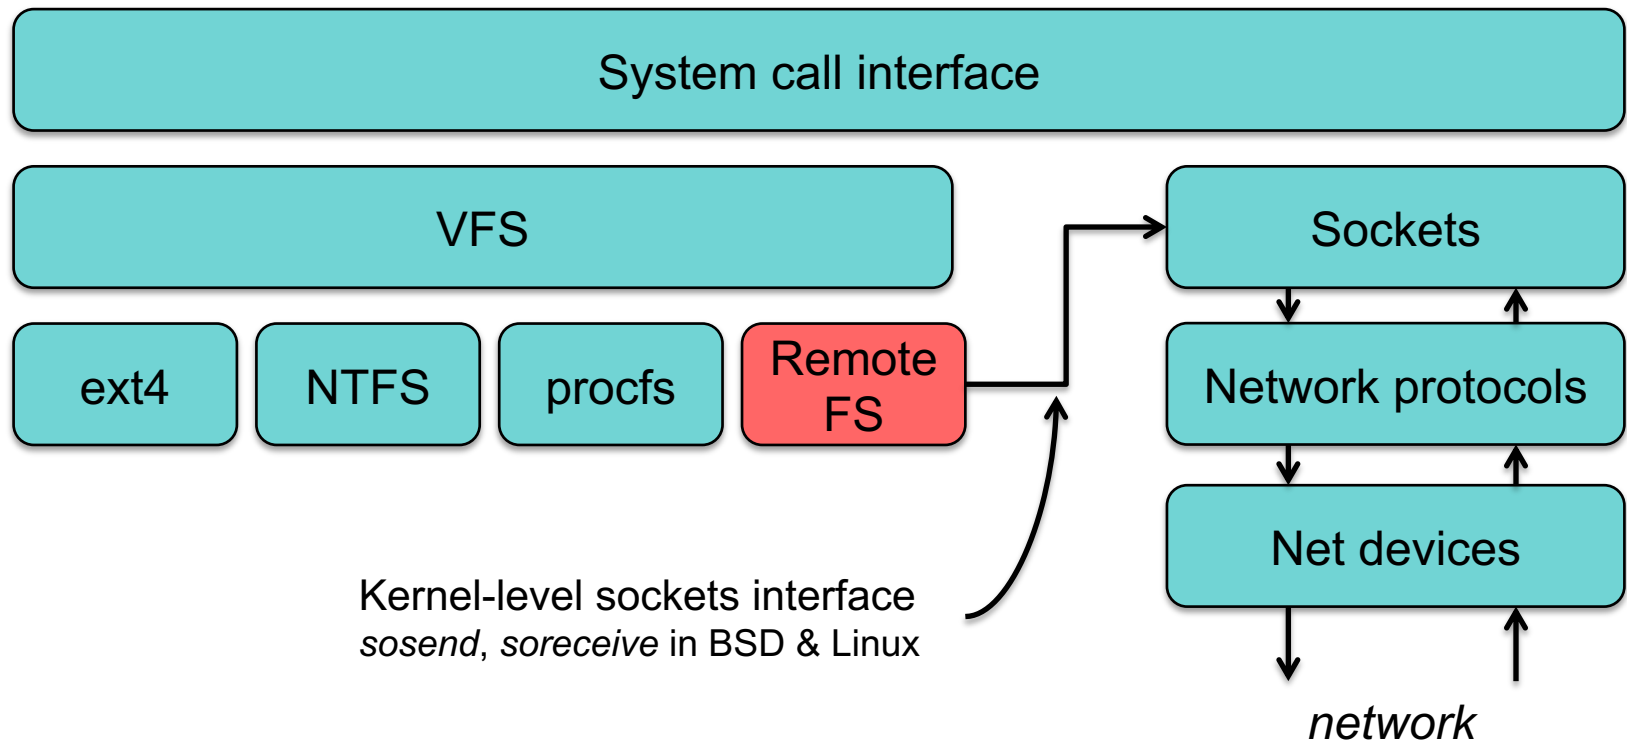 System call interface
VFS
Sockets
ext4
NTFS
procfs
Remote
FS
Network protocols
Net devices
Kernel-level sockets interface
sosend, soreceive in BSD & Linux
network